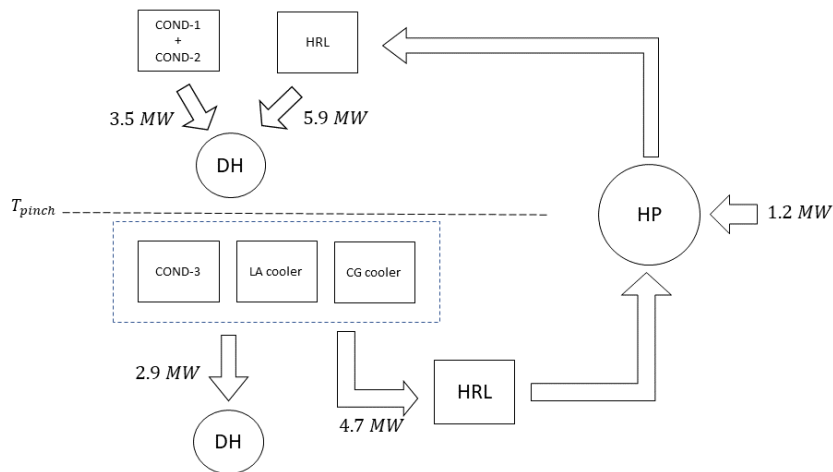 COND-1
+
COND-2
HRL
3.5 MW
5.9 MW
DH
T_pinch
HP
1.2 MW
COND-3
LA cooler
CG cooler
2.9 MW
4.7 MW
HRL
DH